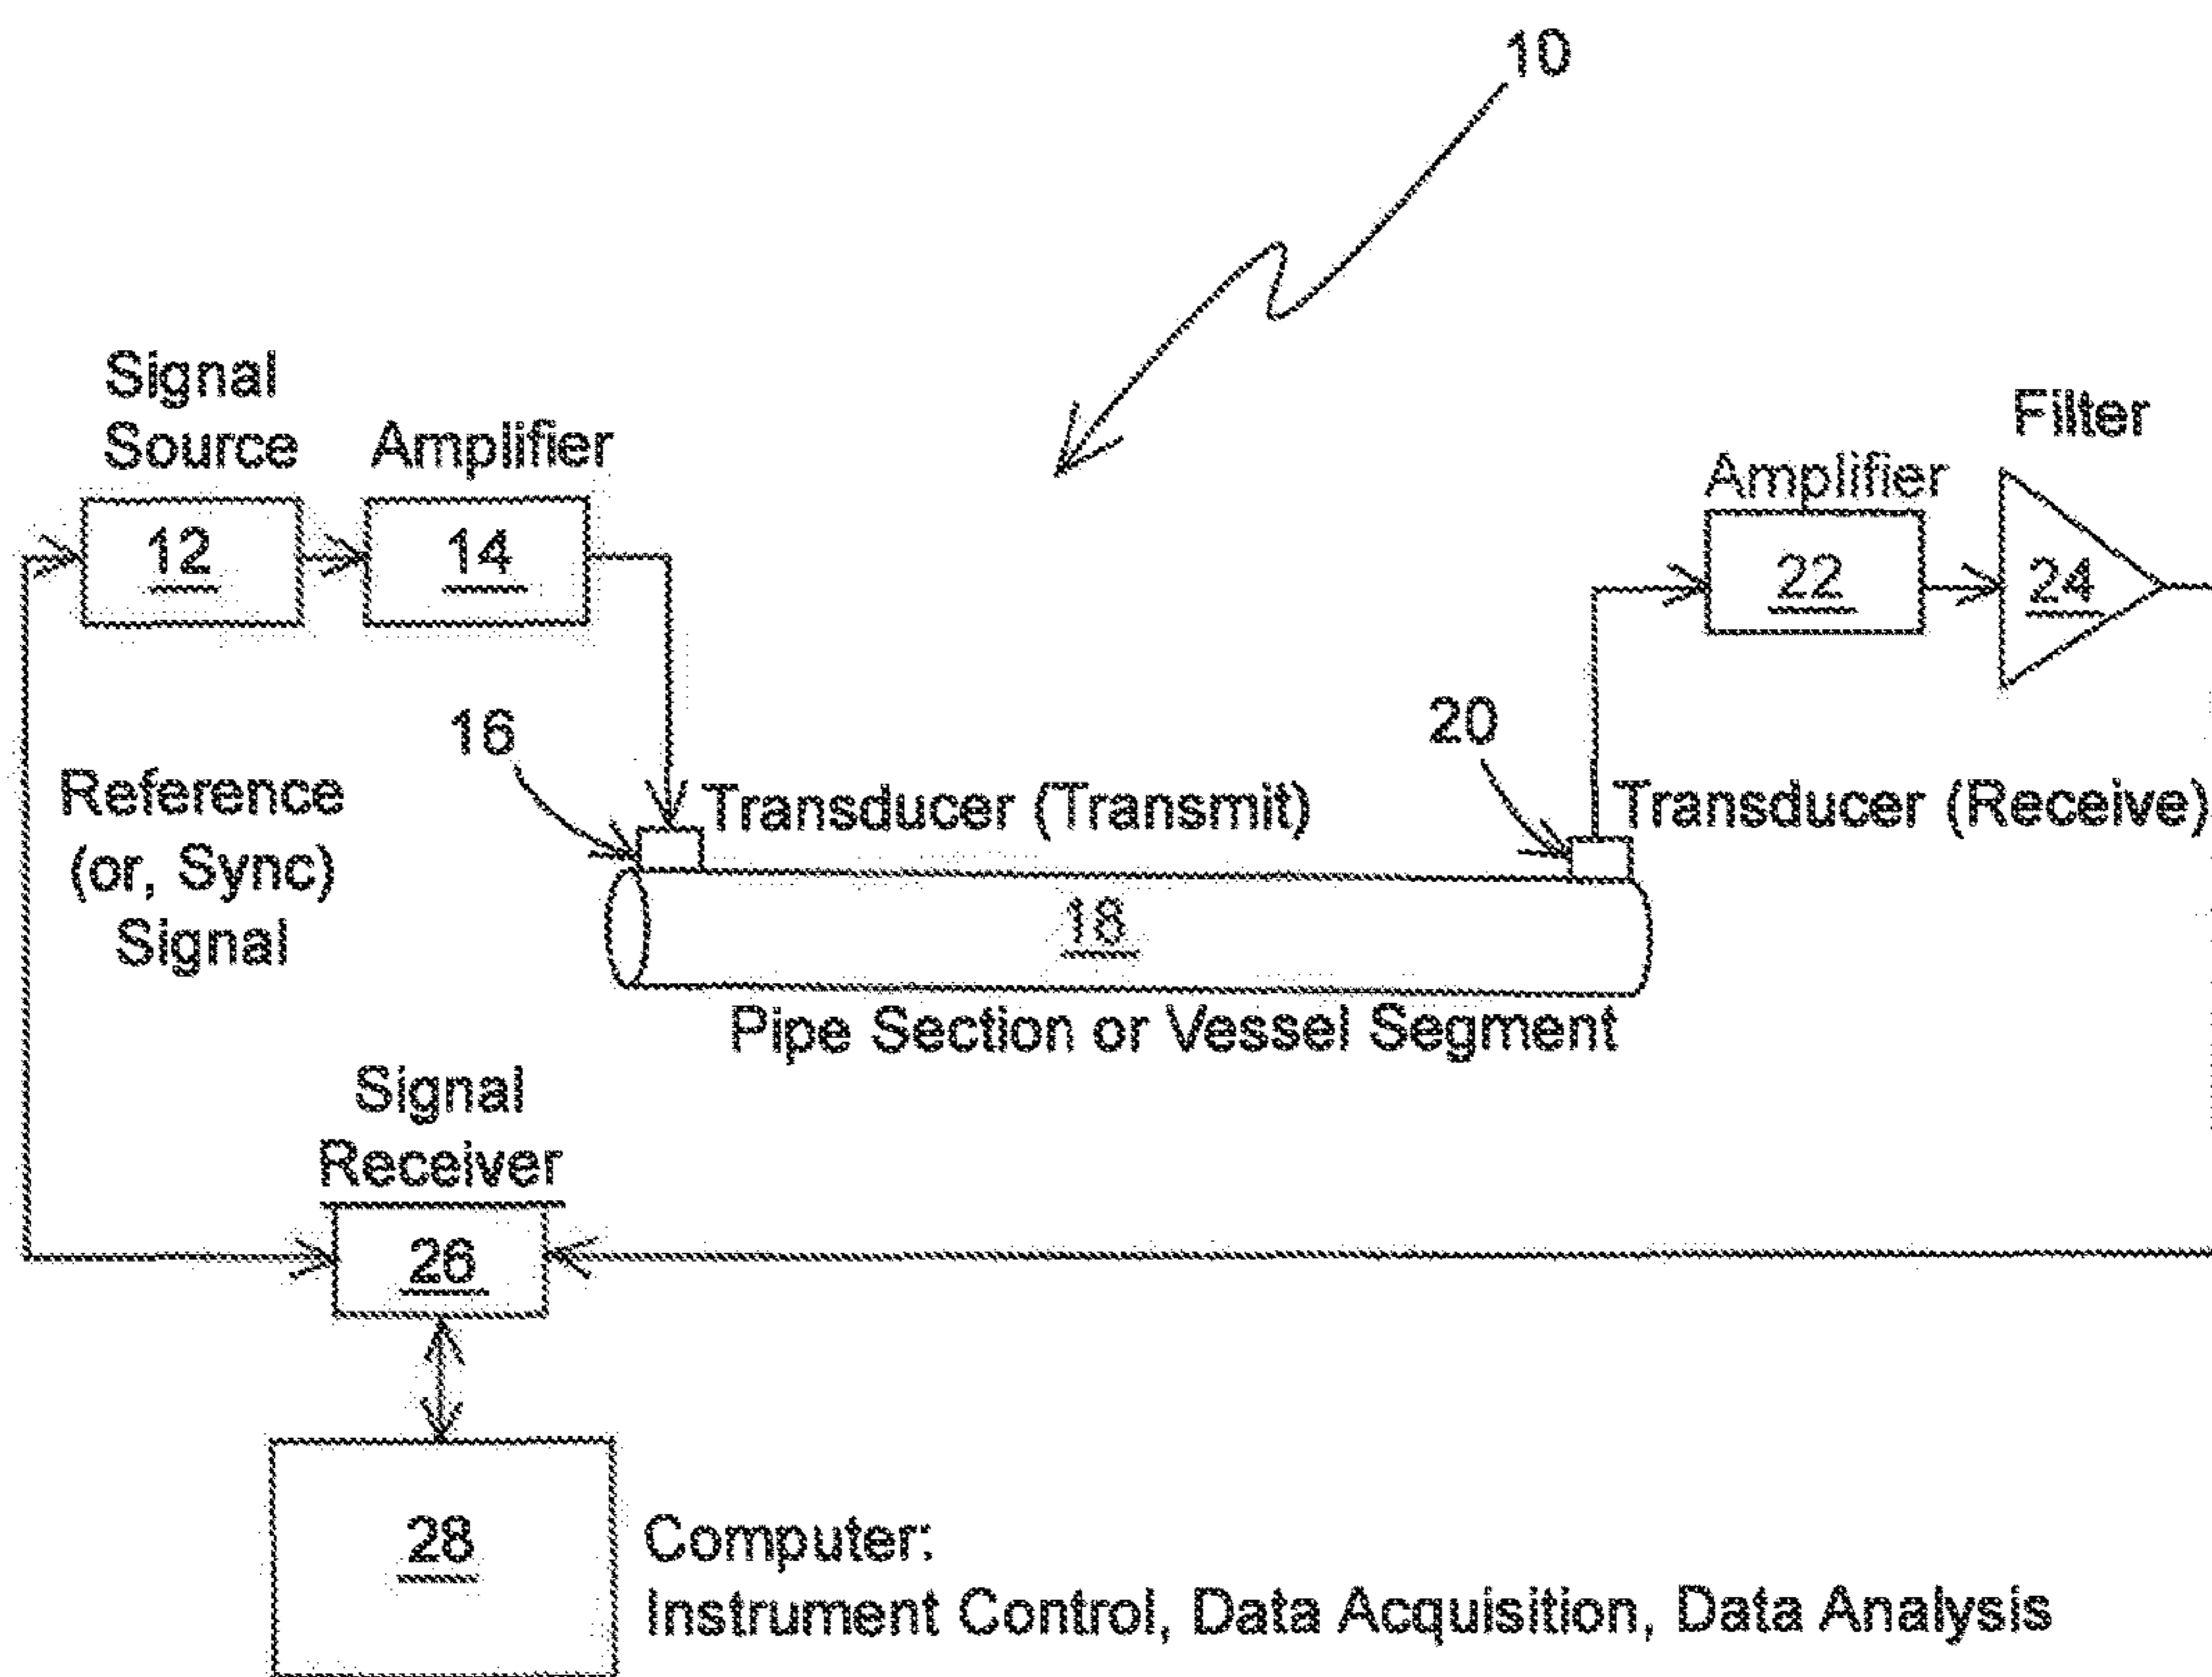 10
Signal
Source
Amplifier
Filter
Amplifier
12
14
22
24
16
20
Reference
(or, Sync)
Signal
Transducer (Transmit)
Transducer (Receive)
18
Pipe Section or Vessel Segment
Signal
Receiver
26
28
Computer:
Instrument Control, Data Acquisition, Data Analysis